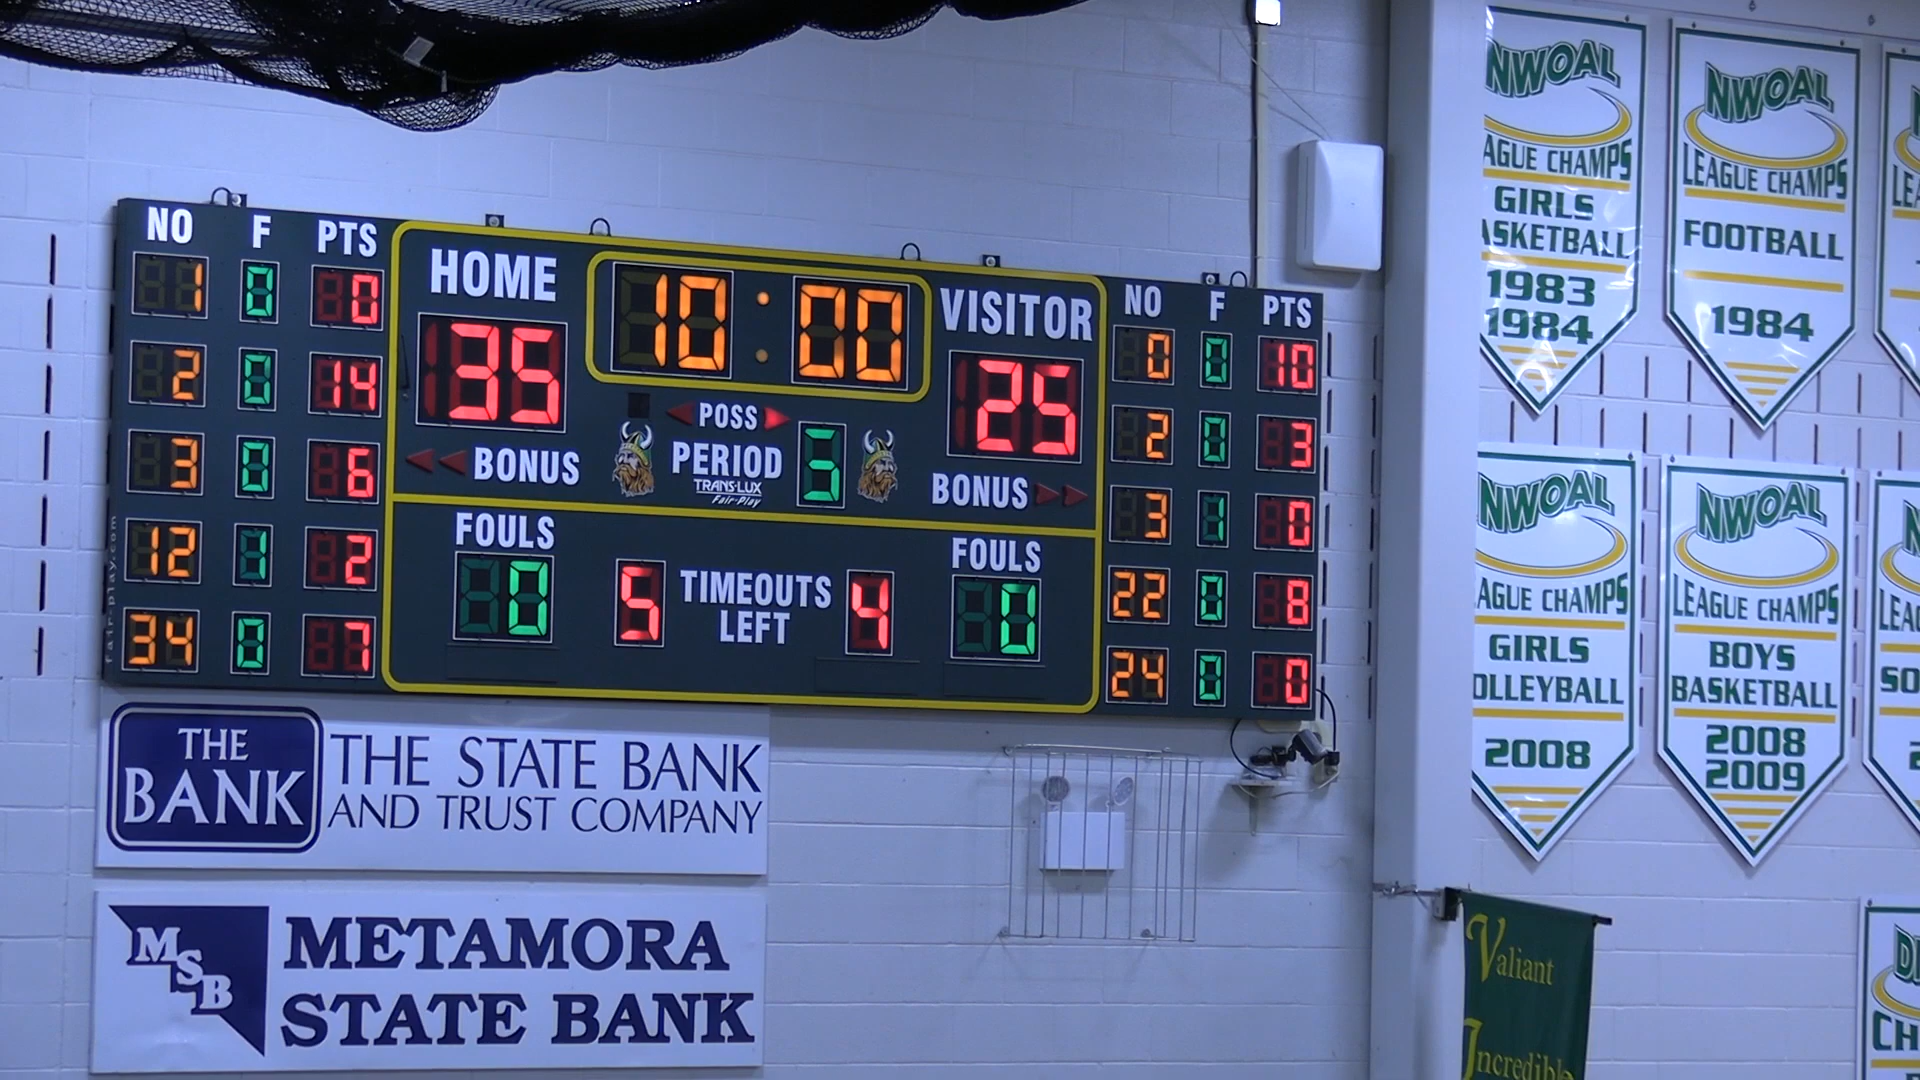 NO F PTS
1 0 0
2 0 14
3 0 6
12 1 2
34 0 7
HOME
35
10:00
VISITOR
25
POSS
BONUS
PERIOD
5
BONUS
TRANS-LUX
Fair-Play
FOULS
0
5
TIMEOUTS
LEFT
4
FOULS
0
NO F PTS
0 0 10
2 0 3
3 1 0
22 0 8
24 0 0
fair-play.com
THE
BANK
THE STATE BANK
AND TRUST COMPANY
MSB
METAMORA
STATE BANK
NWOAL
AGUE CHAMPS
GIRLS
ASKETBALL
1983
1984
NWOAL
LEAGUE CHAMPS
FOOTBALL
1984
NWOAL
AGUE CHAMPS
GIRLS
OLLEYBALL
2008
NWOAL
LEAGUE CHAMPS
BOYS
BASKETBALL
2008
2009
Valiant
Incredible